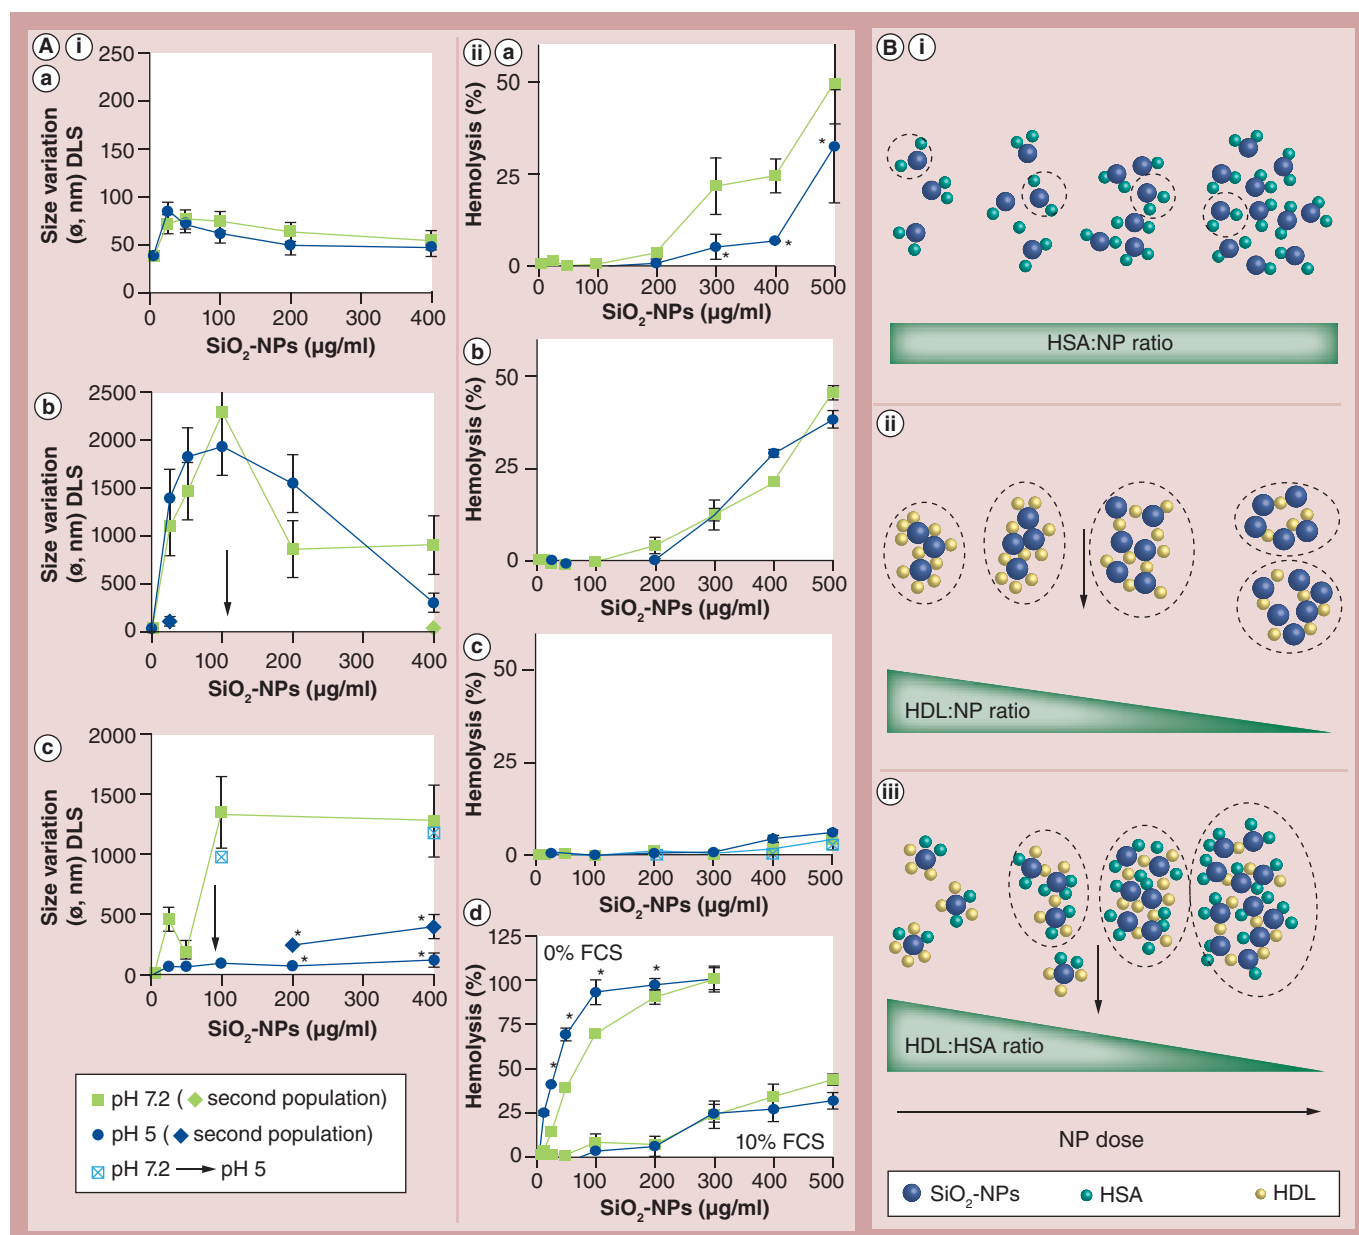 A i
a
Size variation
(ø, nm) DLS
250
200
150
100
50
0
0 100 200 300 400
SiO2-NPs (µg/ml)
b
Size variation
(ø, nm) DLS
2500
2000
1500
1000
500
0
0 100 200 300 400
SiO2-NPs (µg/ml)
c
Size variation
(ø, nm) DLS
2000
1500
1000
500
0
* * * *
0 100 200 300 400
SiO2-NPs (µg/ml)
pH 7.2 ( second population)
pH 5 ( second population)
pH 7.2 → pH 5
ii a
Hemolysis (%)
50
25
0
* * *
0 100 200 300 400 500
SiO2-NPs (µg/ml)
b
Hemolysis (%)
50
25
0
0 100 200 300 400 500
SiO2-NPs (µg/ml)
c
Hemolysis (%)
50
25
0
0 100 200 300 400 500
SiO2-NPs (µg/ml)
d
Hemolysis (%)
125
100
75
50
25
0
0% FCS
* * * *
10% FCS
0 100 200 300 400 500
SiO2-NPs (µg/ml)
B i
HSA:NP ratio
ii
HDL:NP ratio
iii
HDL:HSA ratio
NP dose
SiO2-NPs HSA HDL